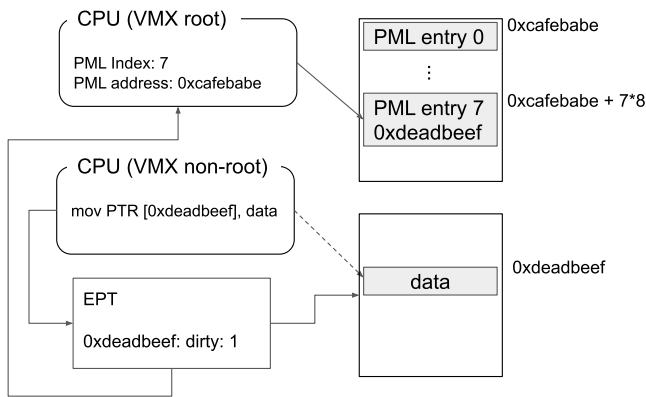 CPU (VMX root)
PML Index: 7
PML address: 0xcafebabe
PML entry 0
0xcafebabe
⋮
PML entry 7
0xdeadbeef
0xcafebabe + 7*8
CPU (VMX non-root)
mov PTR [0xdeadbeef], data
EPT
0xdeadbeef: dirty: 1
data
0xdeadbeef